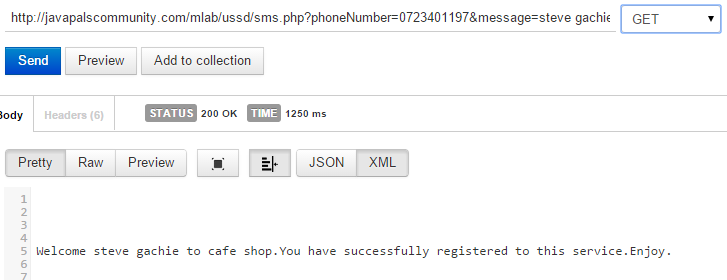 http://javapalscommunity.com/mlab/ussd/sms.php?phoneNumber=0723401197&message=steve gachie GET
Send Preview Add to collection
Body Headers (6) STATUS 200 OK TIME 1250 ms
Pretty Raw Preview JSON XML
1
2
3
4
5 Welcome steve gachie to cafe shop.You have successfully registered to this service.Enjoy.
6
7